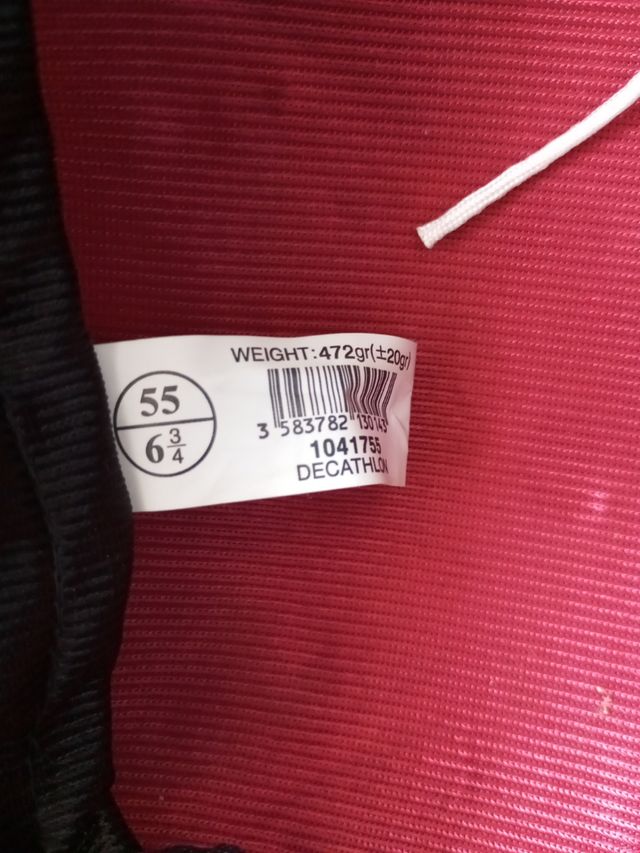 WEIGHT:472gr(±20gr)
55
6 3/4
3 583782 130143
1041755
DECATHLON